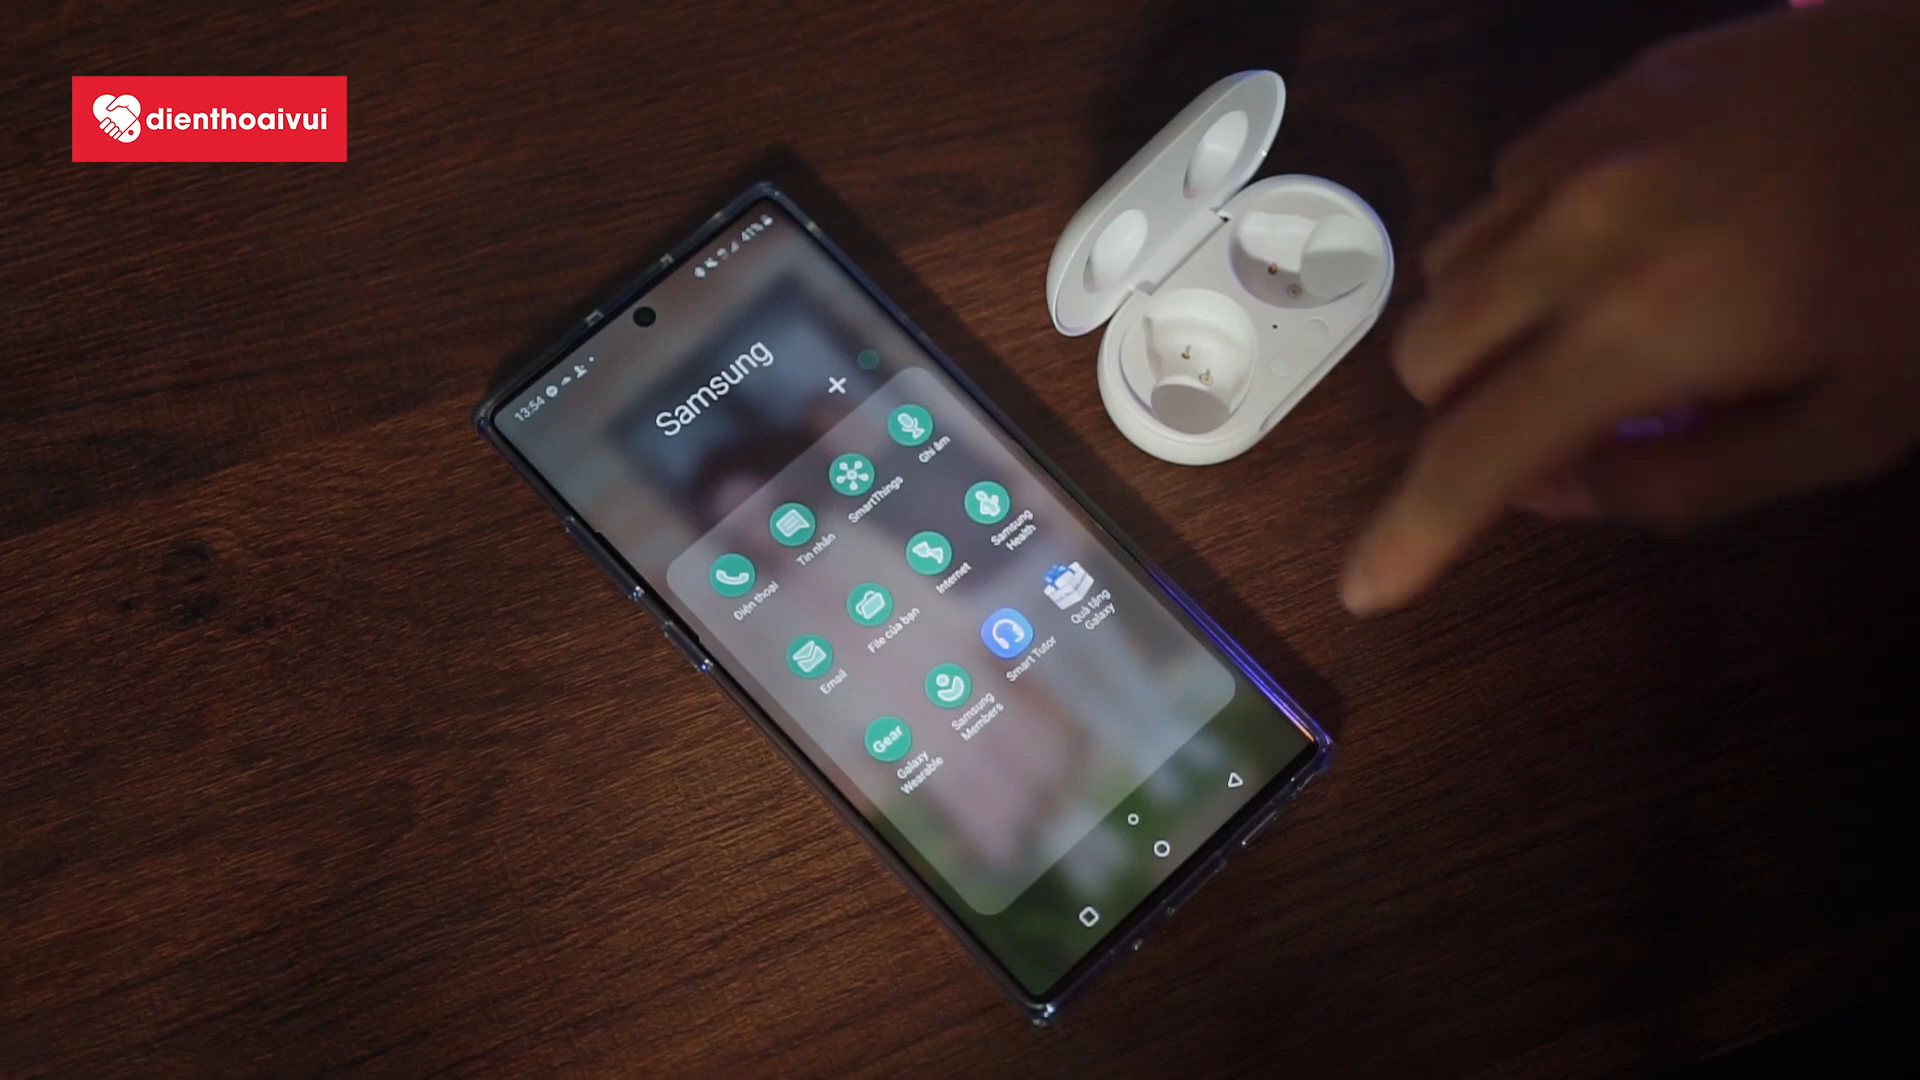 dienthoaivui
13:54
41%
Samsung
Điện thoại
Tin nhắn
SmartThings
Ghi âm
Email
File của bạn
Internet
Samsung
Health
Gear
Galaxy
Wearable
Samsung
Members
Smart Tutor
Quà tặng
Galaxy